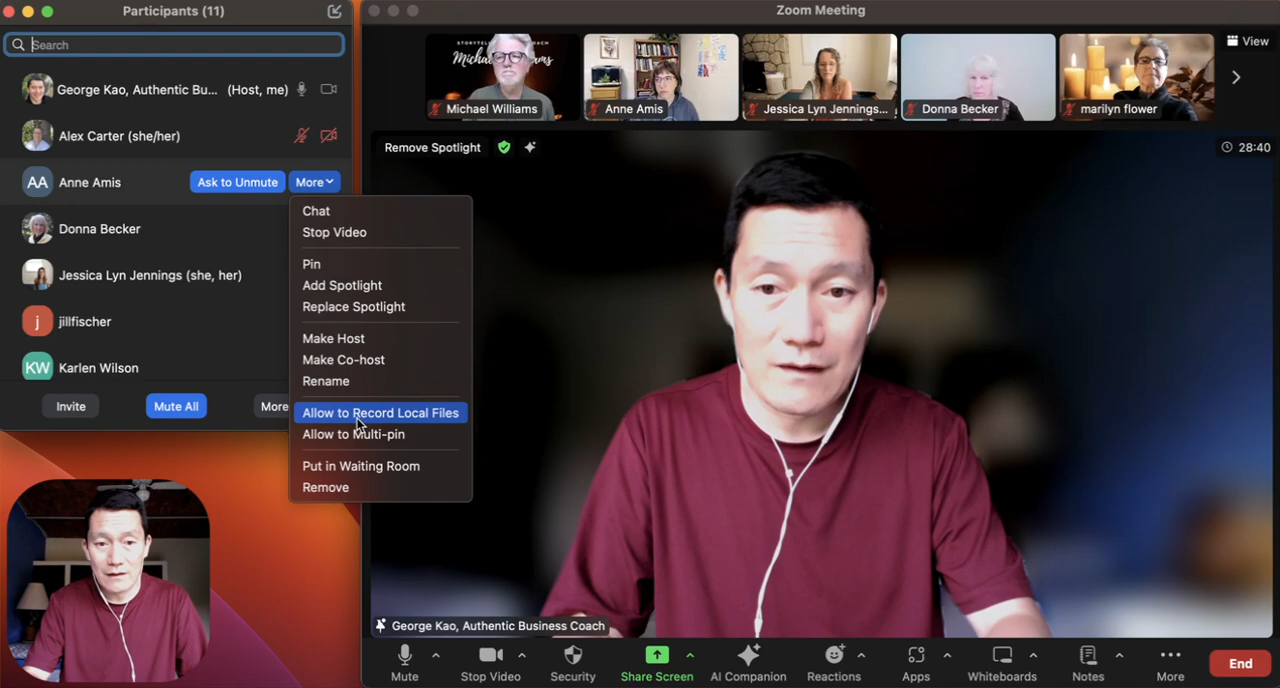 Participants (11)
Search
George Kao, Authentic Bu... (Host, me)
Alex Carter (she/her)
AA Anne Amis Ask to Unmute More
Donna Becker
Jessica Lyn Jennings (she, her)
j jillfischer
KW Karlen Wilson
Invite Mute All More
Chat
Stop Video
Pin
Add Spotlight
Replace Spotlight
Make Host
Make Co-host
Rename
Allow to Record Local Files
Allow to Multi-pin
Put in Waiting Room
Remove
Zoom Meeting
View
Michael Williams
Anne Amis
Jessica Lyn Jennings...
Donna Becker
marilyn flower
Remove Spotlight
28:40
George Kao, Authentic Business Coach
Mute
Stop Video
Security
Share Screen
AI Companion
Reactions
Apps
Whiteboards
Notes
More
End